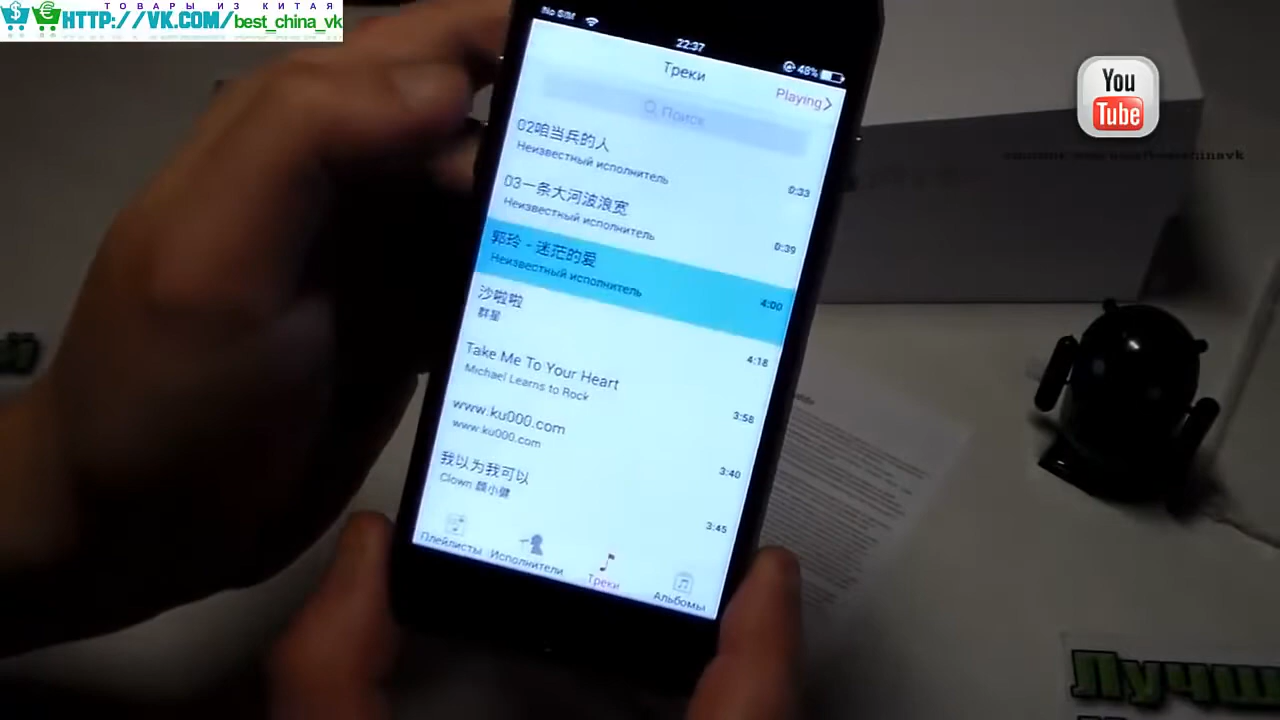 ТОВАРЫ ИЗ КИТАЯ
HTTP://VK.COM/best_china_vk
You
Tube
No SIM
22:37
48%
Треки
Playing
Поиск
02咱当兵的人
Неизвестный исполнитель
0:33
03一条大河波浪宽
Неизвестный исполнитель
0:39
郭玲 - 迷茫的爱
Неизвестный исполнитель
4:00
沙啦啦
群星
4:18
Take Me To Your Heart
Michael Learns to Rock
3:58
www.ku000.com
www.ku000.com
3:40
我以为我可以
Clown 顾小健
3:45
Плейлисты
Исполнители
Треки
Альбомы
Лучш